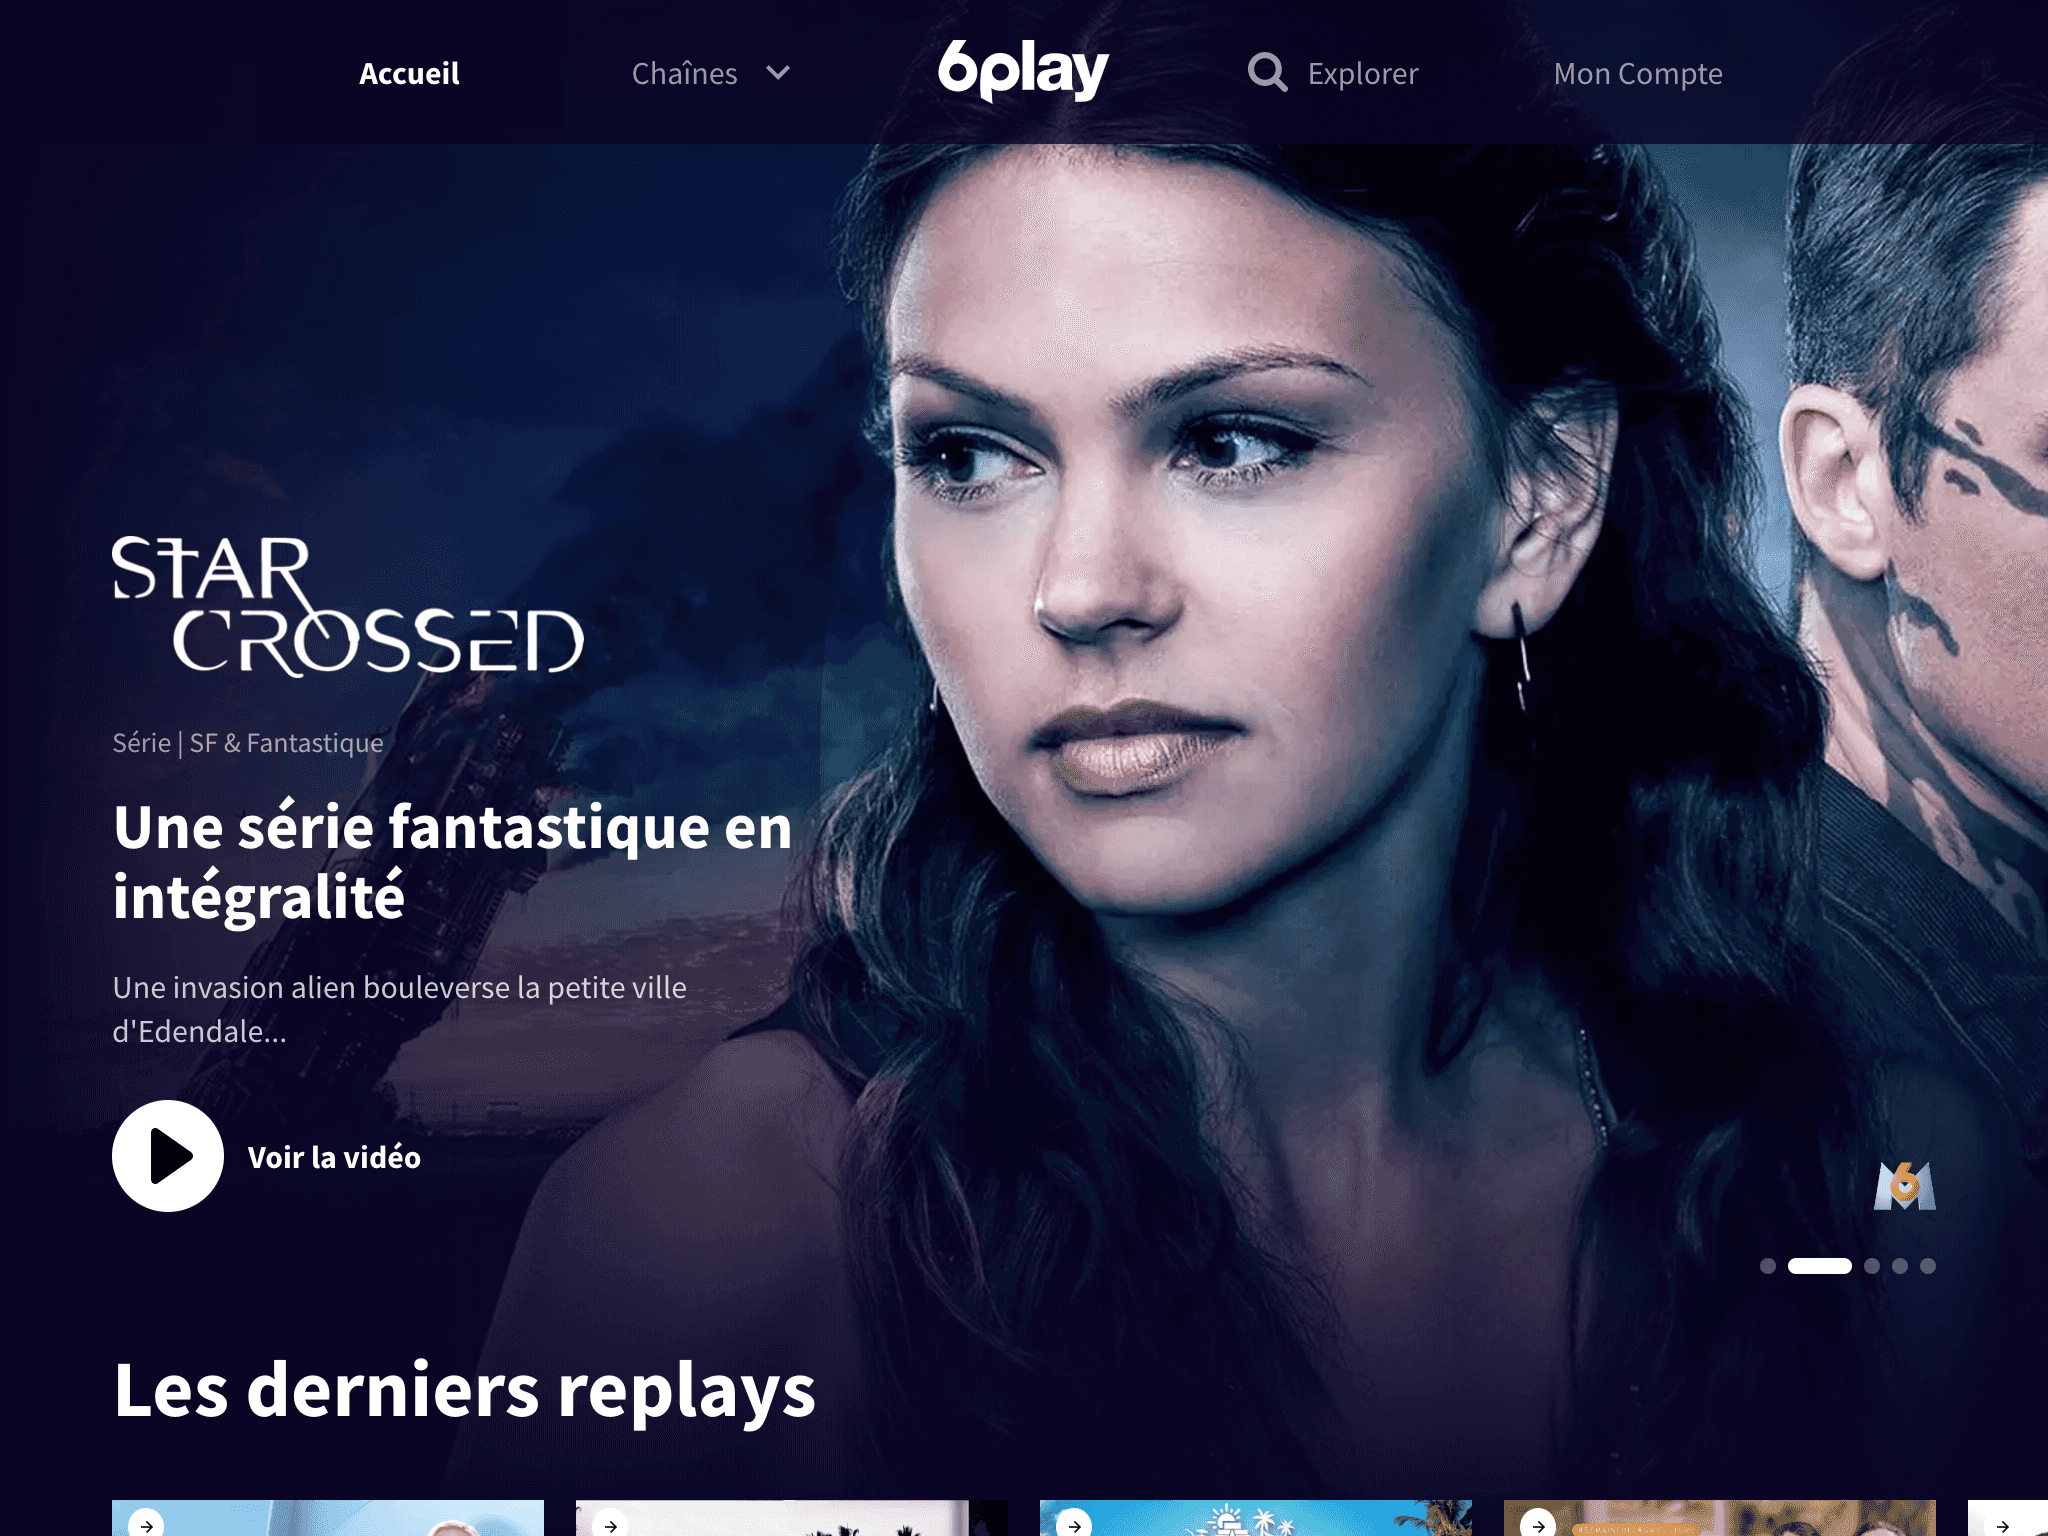 Accueil
Chaînes
6play
Explorer
Mon Compte
STAR
CROSSED
Série | SF & Fantastique
Une série fantastique en
intégralité
Une invasion alien bouleverse la petite ville
d'Edendale...
Voir la vidéo
M6
Les derniers replays